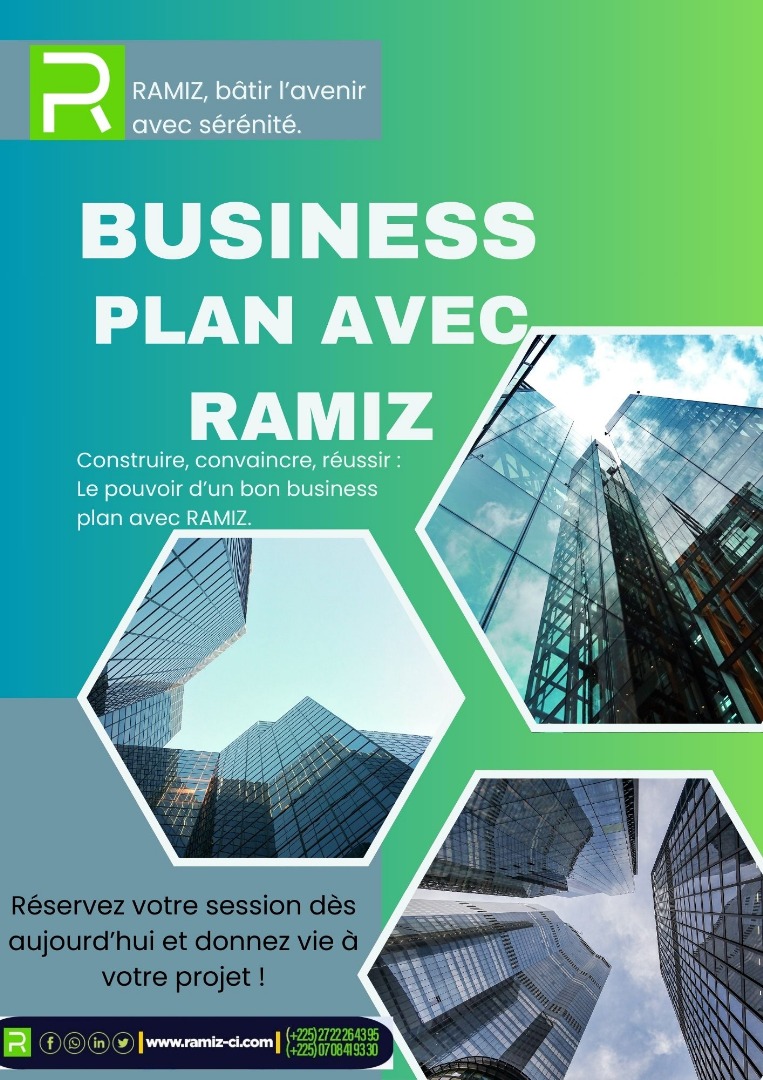 RAMIZ, bâtir l’avenir
avec sérénité.
BUSINESS
PLAN AVEC
RAMIZ
Construire, convaincre, réussir :
Le pouvoir d’un bon business
plan avec RAMIZ.
Réservez votre session dès
aujourd’hui et donnez vie à
votre projet !
www.ramiz-ci.com
(+225)2722264395
(+225)0708419330